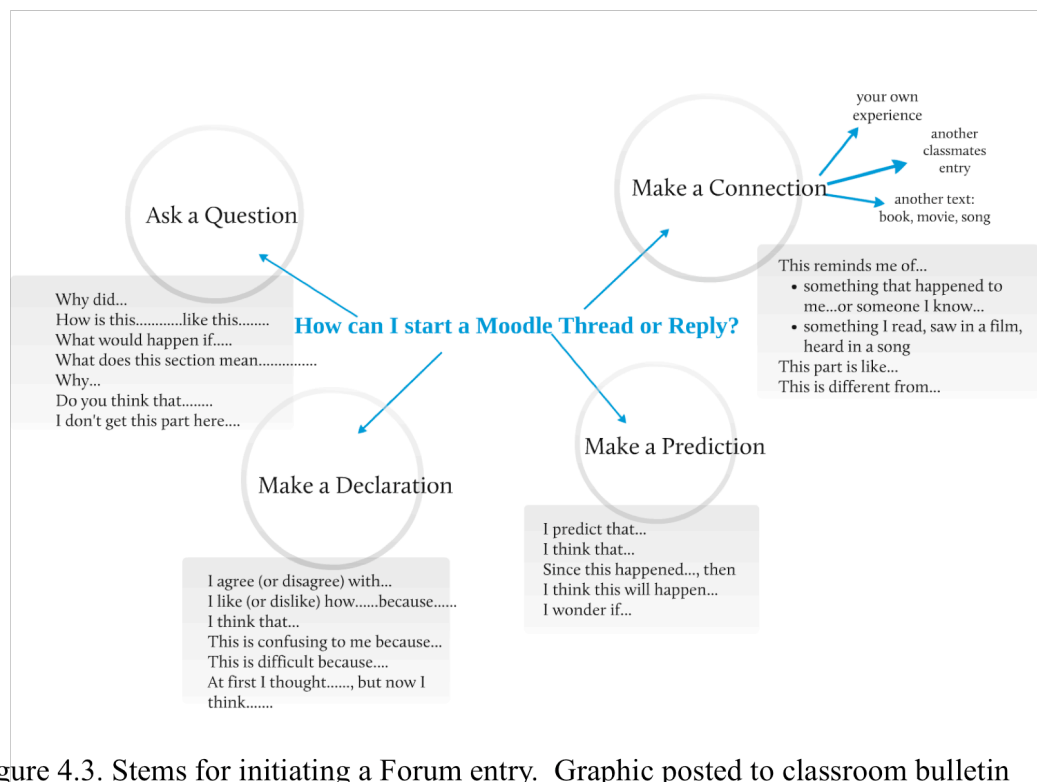 your own
experience
another
classmates
entry
another text:
book, movie, song
Make a Connection
Ask a Question
This reminds me of...
• something that happened to
me...or someone I know...
• something I read, saw in a film,
heard in a song
This part is like...
This is different from...
Why did...
How is this............like this........
What would happen if.....
What does this section mean...............
Why...
Do you think that........
I don't get this part here....
How can I start a Moodle Thread or Reply?
Make a Prediction
Make a Declaration
I predict that...
I think that...
Since this happened..., then
I think this will happen...
I wonder if...
I agree (or disagree) with...
I like (or dislike) how......because......
I think that...
This is confusing to me because...
This is difficult because....
At first I thought......, but now I
think.......
gure 4.3. Stems for initiating a Forum entry.  Graphic posted to classroom bulletin